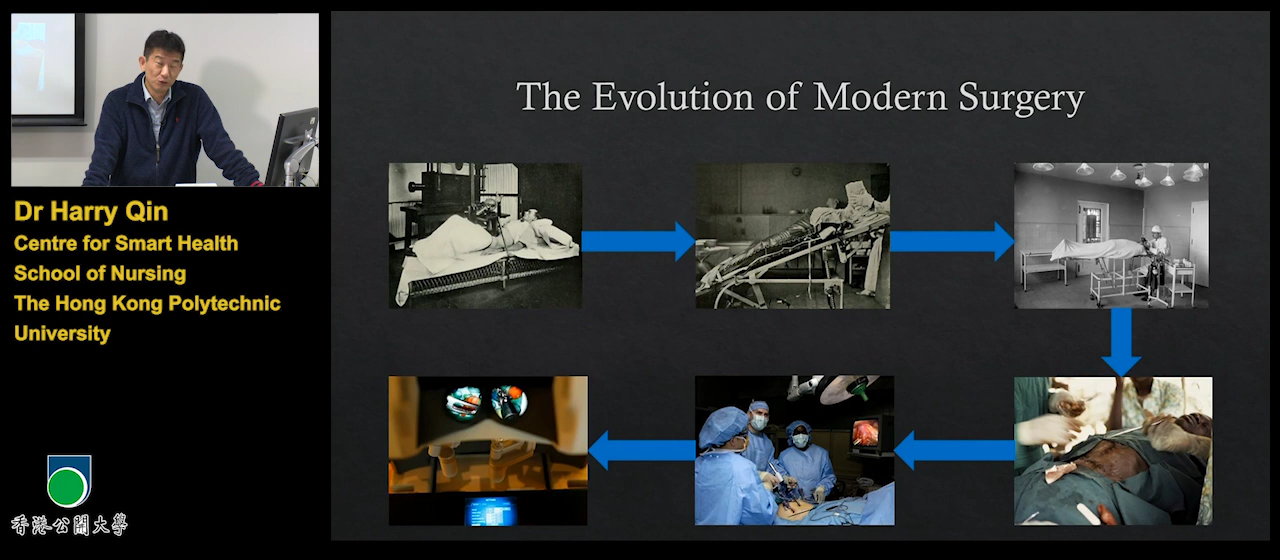 Dr Harry Qin
Centre for Smart Health
School of Nursing
The Hong Kong Polytechnic
University
香港公開大學
The Evolution of Modern Surgery